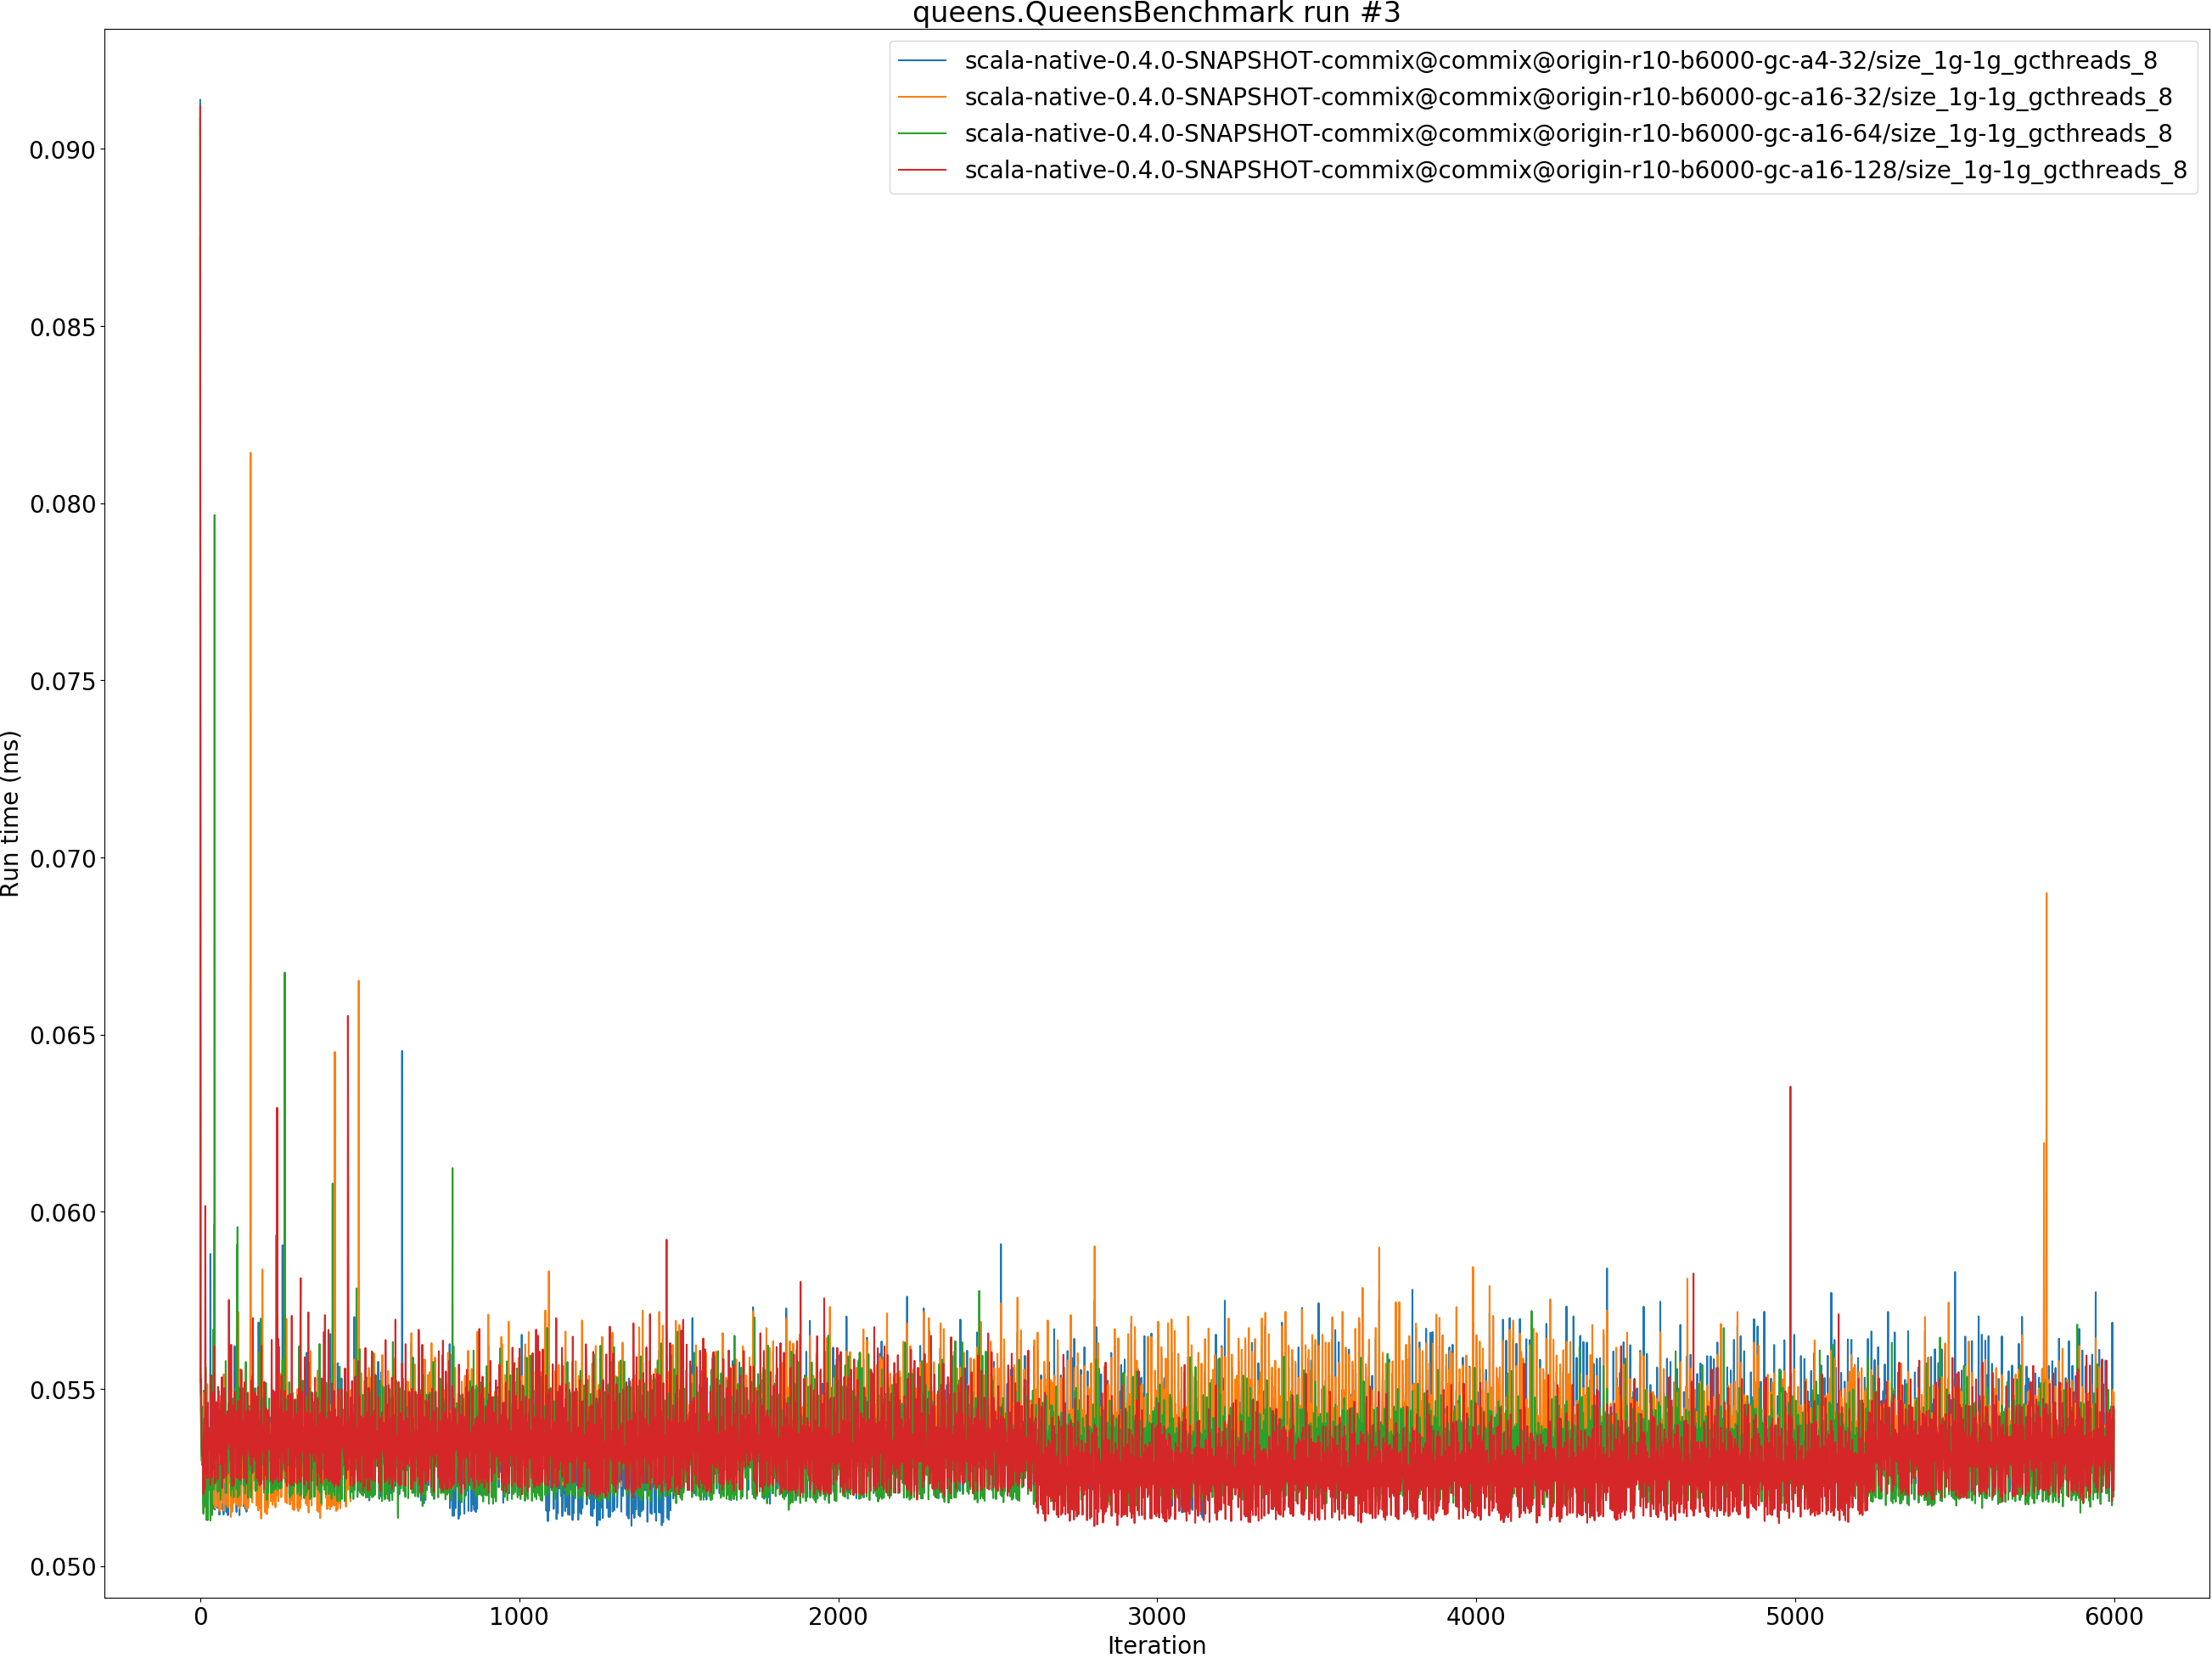 queens.QueensBenchmark run #3
scala-native-0.4.0-SNAPSHOT-commix@commix@origin-r10-b6000-gc-a4-32/size_1g-1g_gcthreads_8
scala-native-0.4.0-SNAPSHOT-commix@commix@origin-r10-b6000-gc-a16-32/size_1g-1g_gcthreads_8
scala-native-0.4.0-SNAPSHOT-commix@commix@origin-r10-b6000-gc-a16-64/size_1g-1g_gcthreads_8
scala-native-0.4.0-SNAPSHOT-commix@commix@origin-r10-b6000-gc-a16-128/size_1g-1g_gcthreads_8
0.090
0.085
0.080
0.075
0.070
0.065
0.060
0.055
0.050
Run time (ms)
0 1000 2000 3000 4000 5000 6000
Iteration